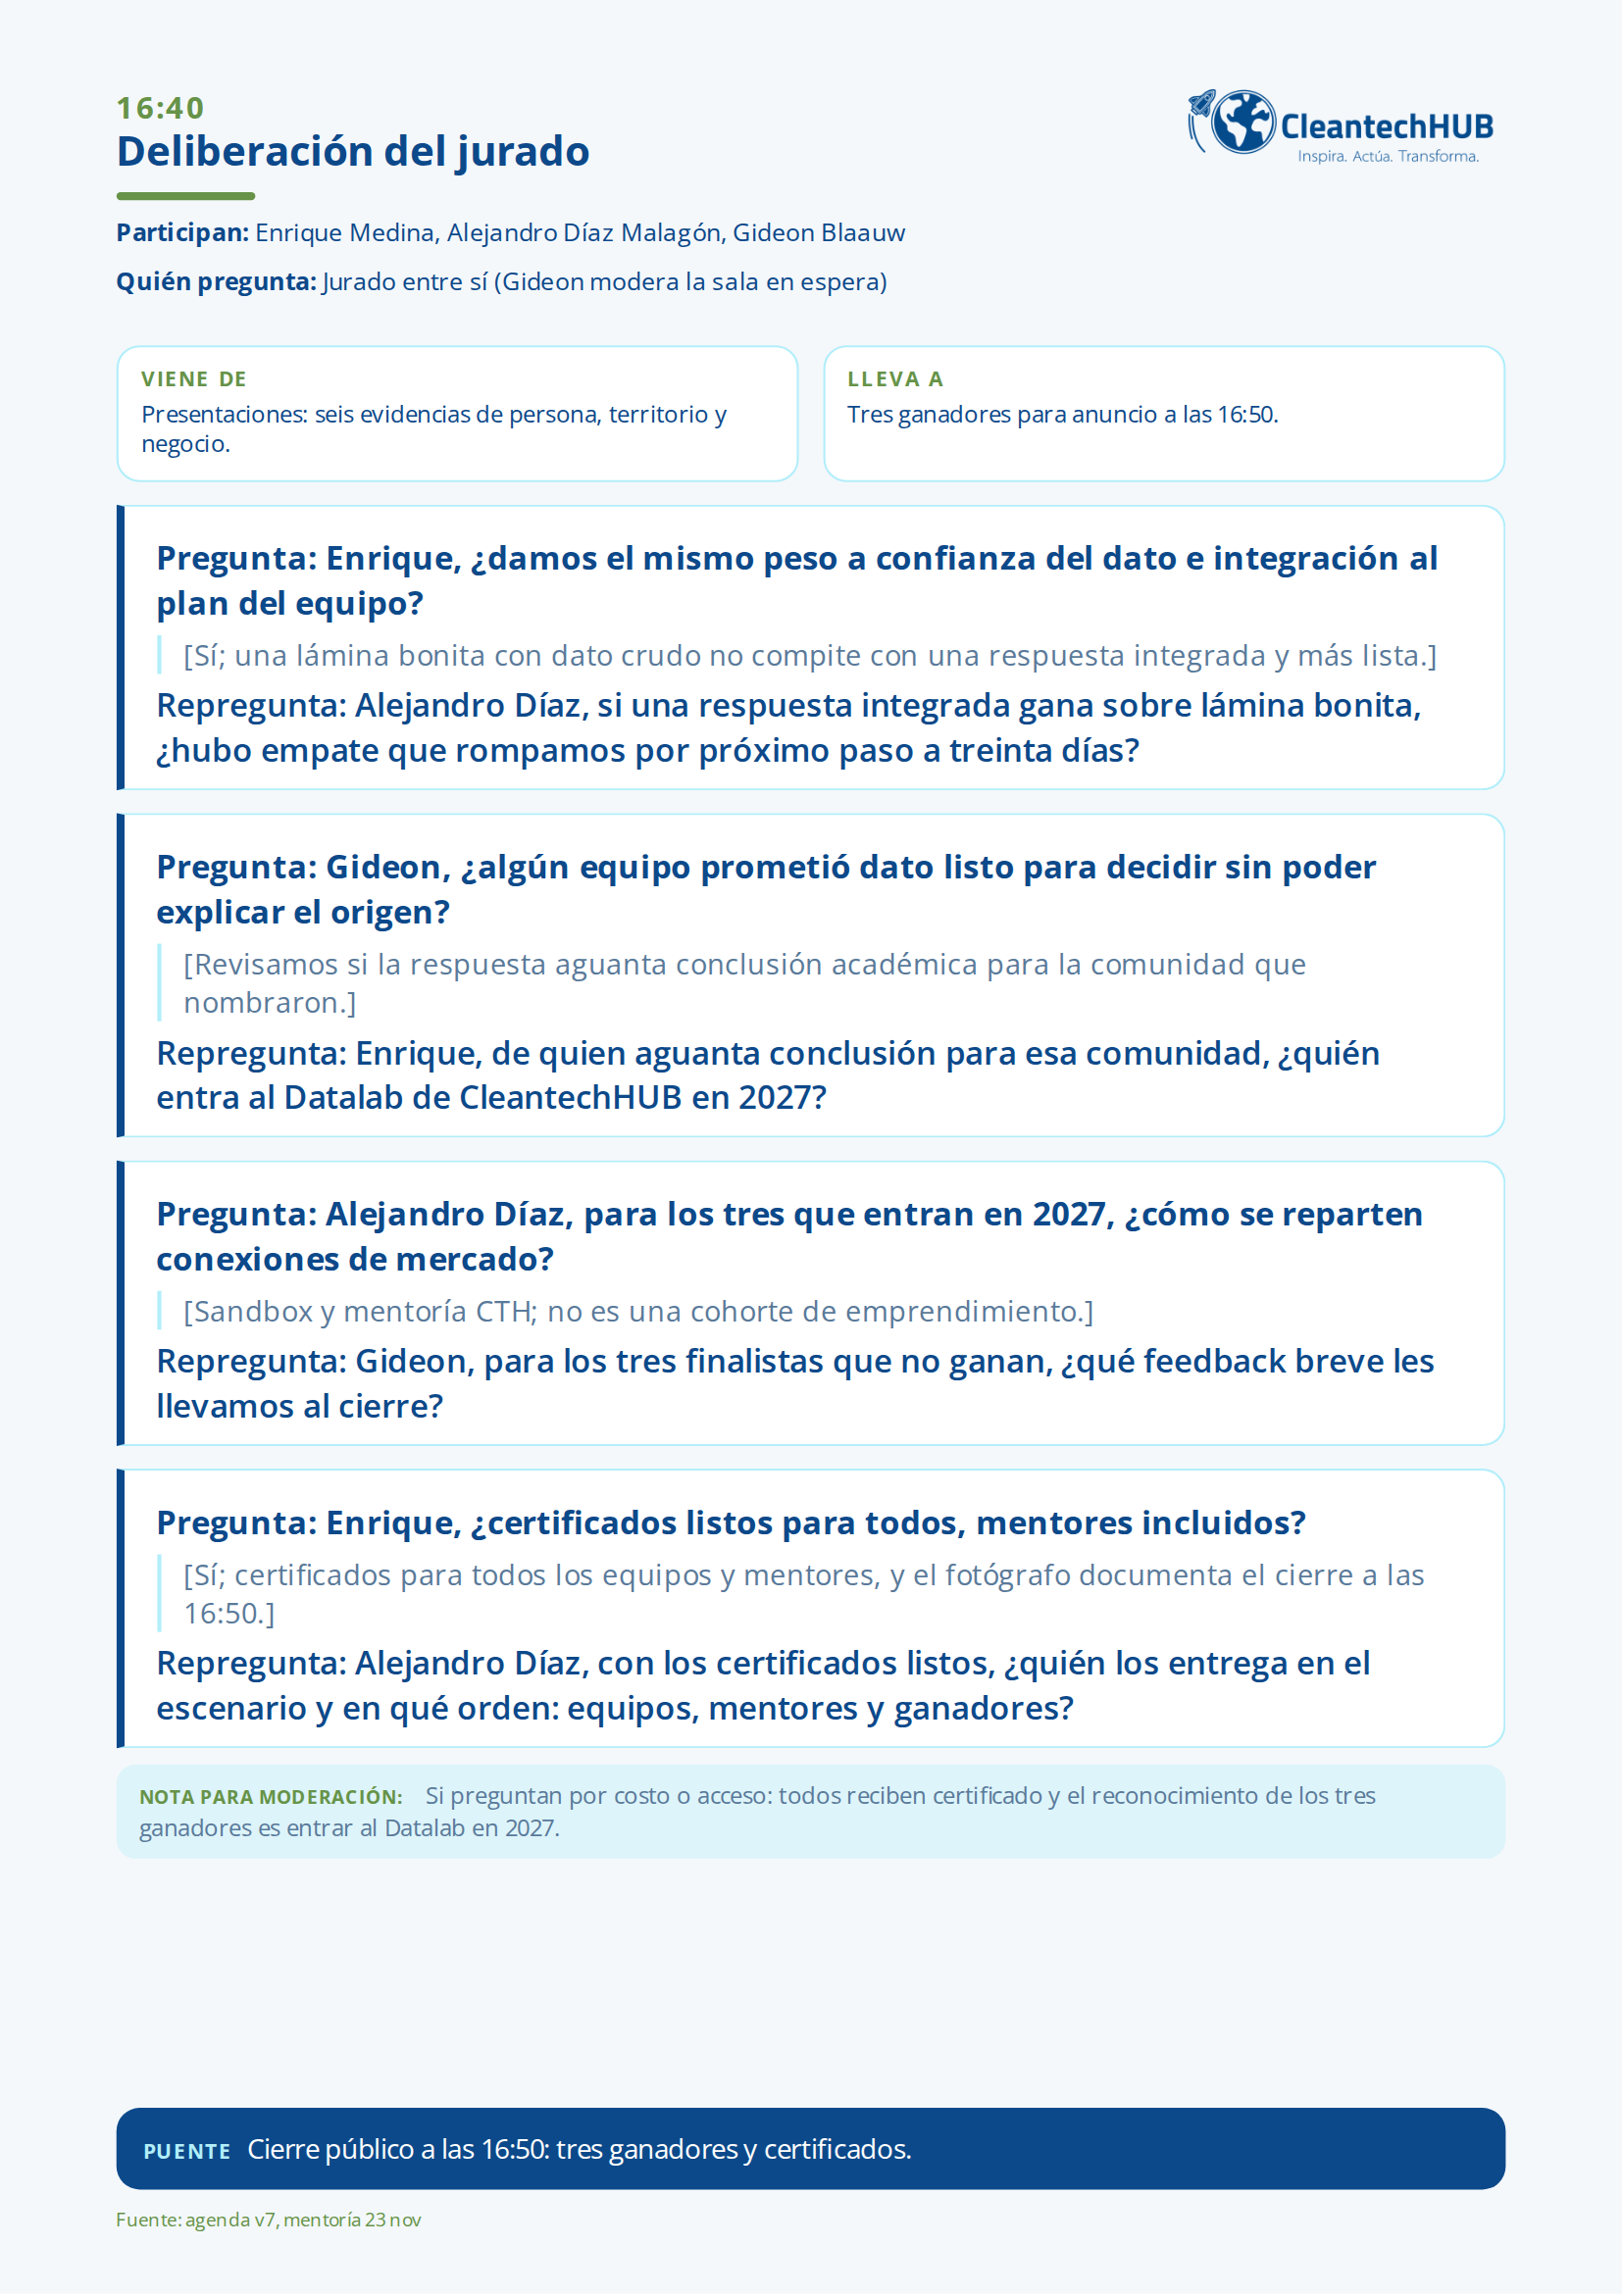 16:40
Deliberación del jurado
CleantechHUB
Inspira. Actúa. Transforma.
Participan: Enrique Medina, Alejandro Díaz Malagón, Gideon Blaauw
Quién pregunta: Jurado entre sí (Gideon modera la sala en espera)
VIENE DE
Presentaciones: seis evidencias de persona, territorio y
negocio.
LLEVA A
Tres ganadores para anuncio a las 16:50.
Pregunta: Enrique, ¿damos el mismo peso a confianza del dato e integración al
plan del equipo?
[Sí; una lámina bonita con dato crudo no compite con una respuesta integrada y más lista.]
Repregunta: Alejandro Díaz, si una respuesta integrada gana sobre lámina bonita,
¿hubo empate que rompamos por próximo paso a treinta días?
Pregunta: Gideon, ¿algún equipo prometió dato listo para decidir sin poder
explicar el origen?
[Revisamos si la respuesta aguanta conclusión académica para la comunidad que
nombraron.]
Repregunta: Enrique, de quien aguanta conclusión para esa comunidad, ¿quién
entra al Datalab de CleantechHUB en 2027?
Pregunta: Alejandro Díaz, para los tres que entran en 2027, ¿cómo se reparten
conexiones de mercado?
[Sandbox y mentoría CTH; no es una cohorte de emprendimiento.]
Repregunta: Gideon, para los tres finalistas que no ganan, ¿qué feedback breve les
llevamos al cierre?
Pregunta: Enrique, ¿certificados listos para todos, mentores incluidos?
[Sí; certificados para todos los equipos y mentores, y el fotógrafo documenta el cierre a las
16:50.]
Repregunta: Alejandro Díaz, con los certificados listos, ¿quién los entrega en el
escenario y en qué orden: equipos, mentores y ganadores?
NOTA PARA MODERACIÓN: Si preguntan por costo o acceso: todos reciben certificado y el reconocimiento de los tres
ganadores es entrar al Datalab en 2027.
PUENTE Cierre público a las 16:50: tres ganadores y certificados.
Fuente: agenda v7, mentoría 23 nov